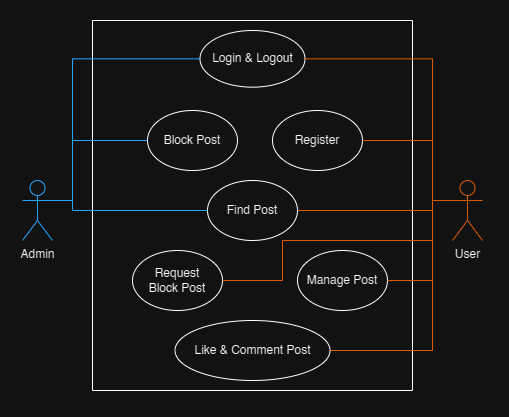 Login & Logout
Block Post
Register
Find Post
Admin
User
Request
Block Post
Manage Post
Like & Comment Post